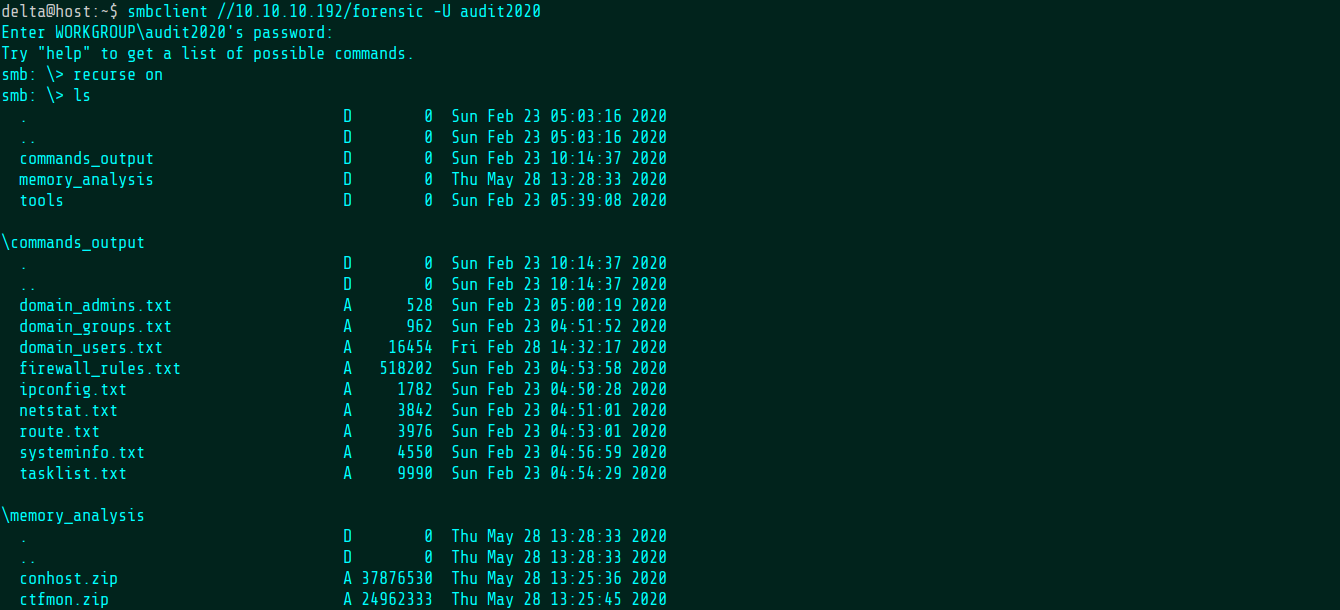 delta@host:~$ smbclient //10.10.10.192/forensic -U audit2020
Enter WORKGROUP\audit2020's password:
Try "help" to get a list of possible commands.
smb: \> recurse on
smb: \> ls
  .                                   D        0  Sun Feb 23 05:03:16 2020
  ..                                  D        0  Sun Feb 23 05:03:16 2020
  commands_output                     D        0  Sun Feb 23 10:14:37 2020
  memory_analysis                     D        0  Thu May 28 13:28:33 2020
  tools                               D        0  Sun Feb 23 05:39:08 2020
\commands_output
  .                                   D        0  Sun Feb 23 10:14:37 2020
  ..                                  D        0  Sun Feb 23 10:14:37 2020
  domain_admins.txt                   A      528  Sun Feb 23 05:00:19 2020
  domain_groups.txt                   A      962  Sun Feb 23 04:51:52 2020
  domain_users.txt                    A    16454  Fri Feb 28 14:32:17 2020
  firewall_rules.txt                  A   518202  Sun Feb 23 04:53:58 2020
  ipconfig.txt                        A     1782  Sun Feb 23 04:50:28 2020
  netstat.txt                         A     3842  Sun Feb 23 04:51:01 2020
  route.txt                           A     3976  Sun Feb 23 04:53:01 2020
  systeminfo.txt                      A     4550  Sun Feb 23 04:56:59 2020
  tasklist.txt                        A     9990  Sun Feb 23 04:54:29 2020
\memory_analysis
  .                                   D        0  Thu May 28 13:28:33 2020
  ..                                  D        0  Thu May 28 13:28:33 2020
  conhost.zip                         A 37876530  Thu May 28 13:25:36 2020
  ctfmon.zip                          A 24962333  Thu May 28 13:25:45 2020